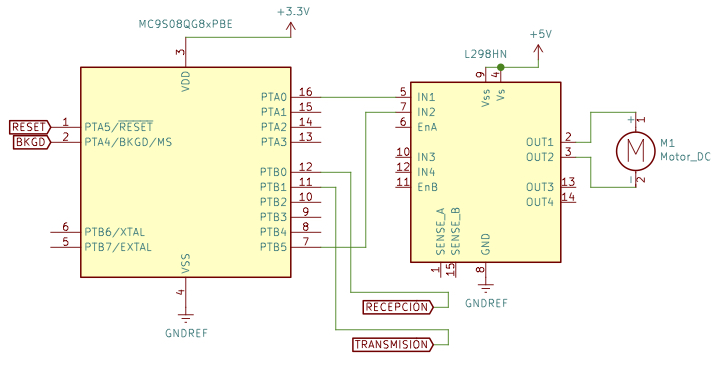 +3.3V
MC9S08QG8xPBE
3
VDD
+5V
L298HN
9
4
Vss
Vs
PTA0 16
5 IN1
PTA1 15
7 IN2
1 PTA5/RESET
RESET
PTA2 14
6 EnA
2 PTA4/BKGD/MS
BKGD
PTA3 13
OUT1 2
+ 1
M
M1
Motor_DC
OUT2 3
10 IN3
PTB0 12
12 IN4
- 2
PTB1 11
11 EnB
OUT3 13
PTB2 10
OUT4 14
PTB3 9
6 PTB6/XTAL
PTB4 8
5 PTB7/EXTAL
PTB5 7
SENSE_A
SENSE_B
GND
VSS
1
15
8
4
GNDREF
GNDREF
RECEPCION
TRANSMISION